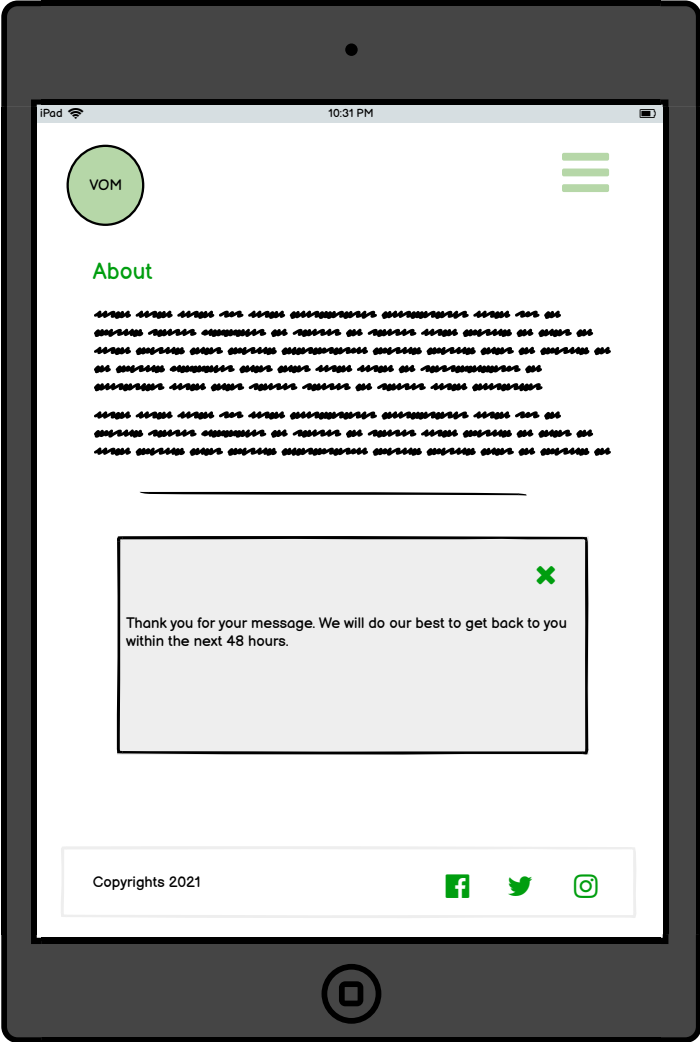 iPad 10:31 PM
VOM
About
Thank you for your message. We will do our best to get back to you
within the next 48 hours.
Copyrights 2021